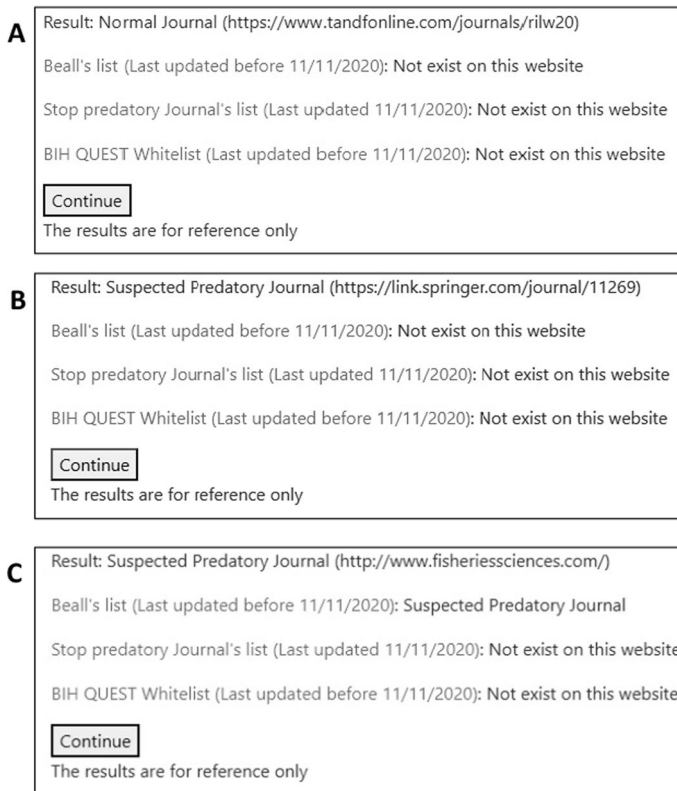 A
Result: Normal Journal (https://www.tandfonline.com/journals/rilw20)
Beall's list (Last updated before 11/11/2020): Not exist on this website
Stop predatory Journal's list (Last updated 11/11/2020): Not exist on this website
BIH QUEST Whitelist (Last updated before 11/11/2020): Not exist on this website
Continue
The results are for reference only
B
Result: Suspected Predatory Journal (https://link.springer.com/journal/11269)
Beall's list (Last updated before 11/11/2020): Not exist on this website
Stop predatory Journal's list (Last updated 11/11/2020): Not exist on this website
BIH QUEST Whitelist (Last updated before 11/11/2020): Not exist on this website
Continue
The results are for reference only
C
Result: Suspected Predatory Journal (http://www.fisheriessciences.com/)
Beall's list (Last updated before 11/11/2020): Suspected Predatory Journal
Stop predatory Journal's list (Last updated 11/11/2020): Not exist on this website
BIH QUEST Whitelist (Last updated before 11/11/2020): Not exist on this website
Continue
The results are for reference only